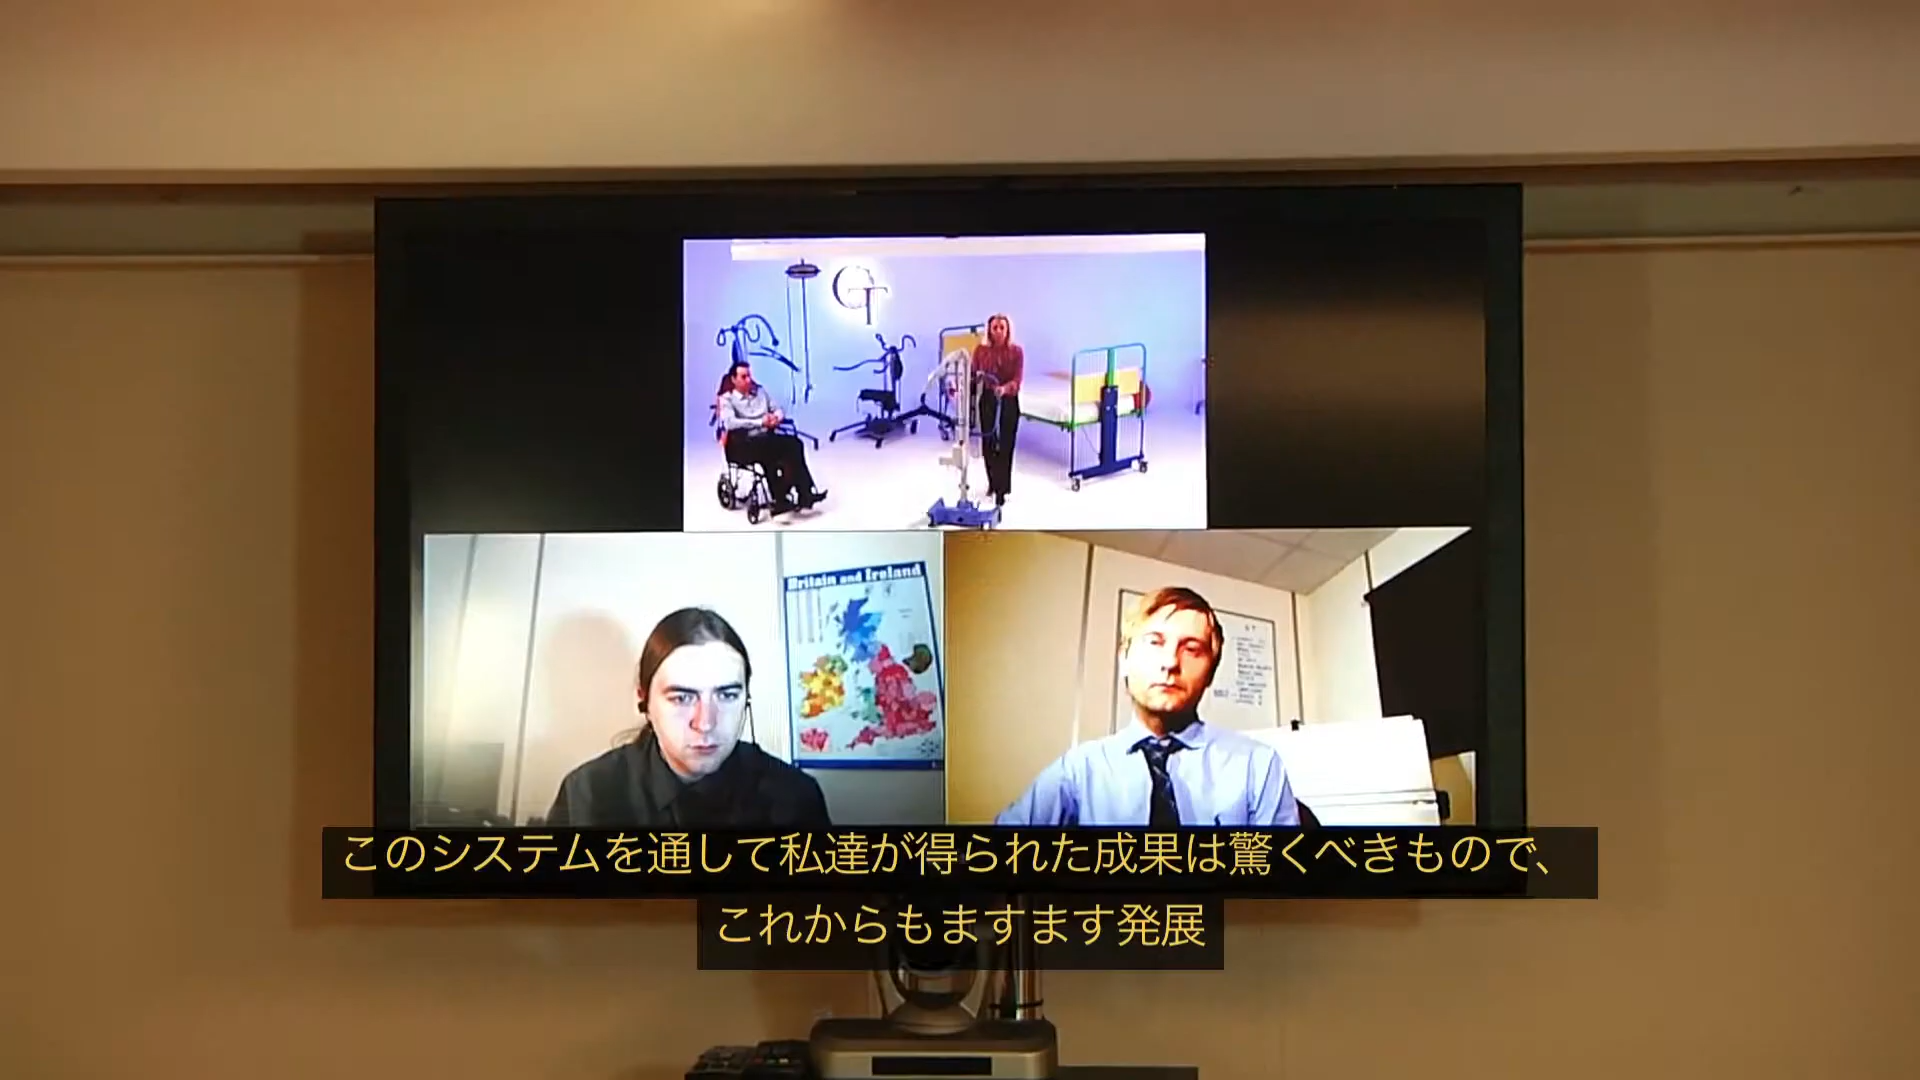 GT
Britain and Ireland
このシステムを通して私達が得られた成果は驚くべきもので、
これからもますます発展